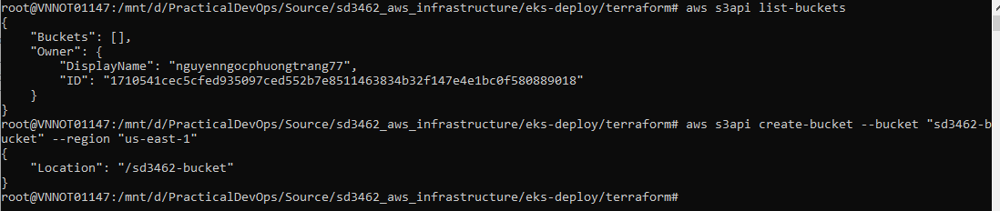 root@VNNOT01147:/mnt/d/PracticalDevOps/Source/sd3462_aws_infrastructure/eks-deploy/terraform# aws s3api list-buckets
{
    "Buckets": [],
    "Owner": {
        "DisplayName": "nguyenngocphuongtrang77",
        "ID": "1710541cec5cfed935097ced552b7e8511463834b32f147e4e1bc0f580889018"
    }
}
root@VNNOT01147:/mnt/d/PracticalDevOps/Source/sd3462_aws_infrastructure/eks-deploy/terraform# aws s3api create-bucket --bucket "sd3462-b
ucket" --region "us-east-1"
{
    "Location": "/sd3462-bucket"
}
root@VNNOT01147:/mnt/d/PracticalDevOps/Source/sd3462_aws_infrastructure/eks-deploy/terraform#